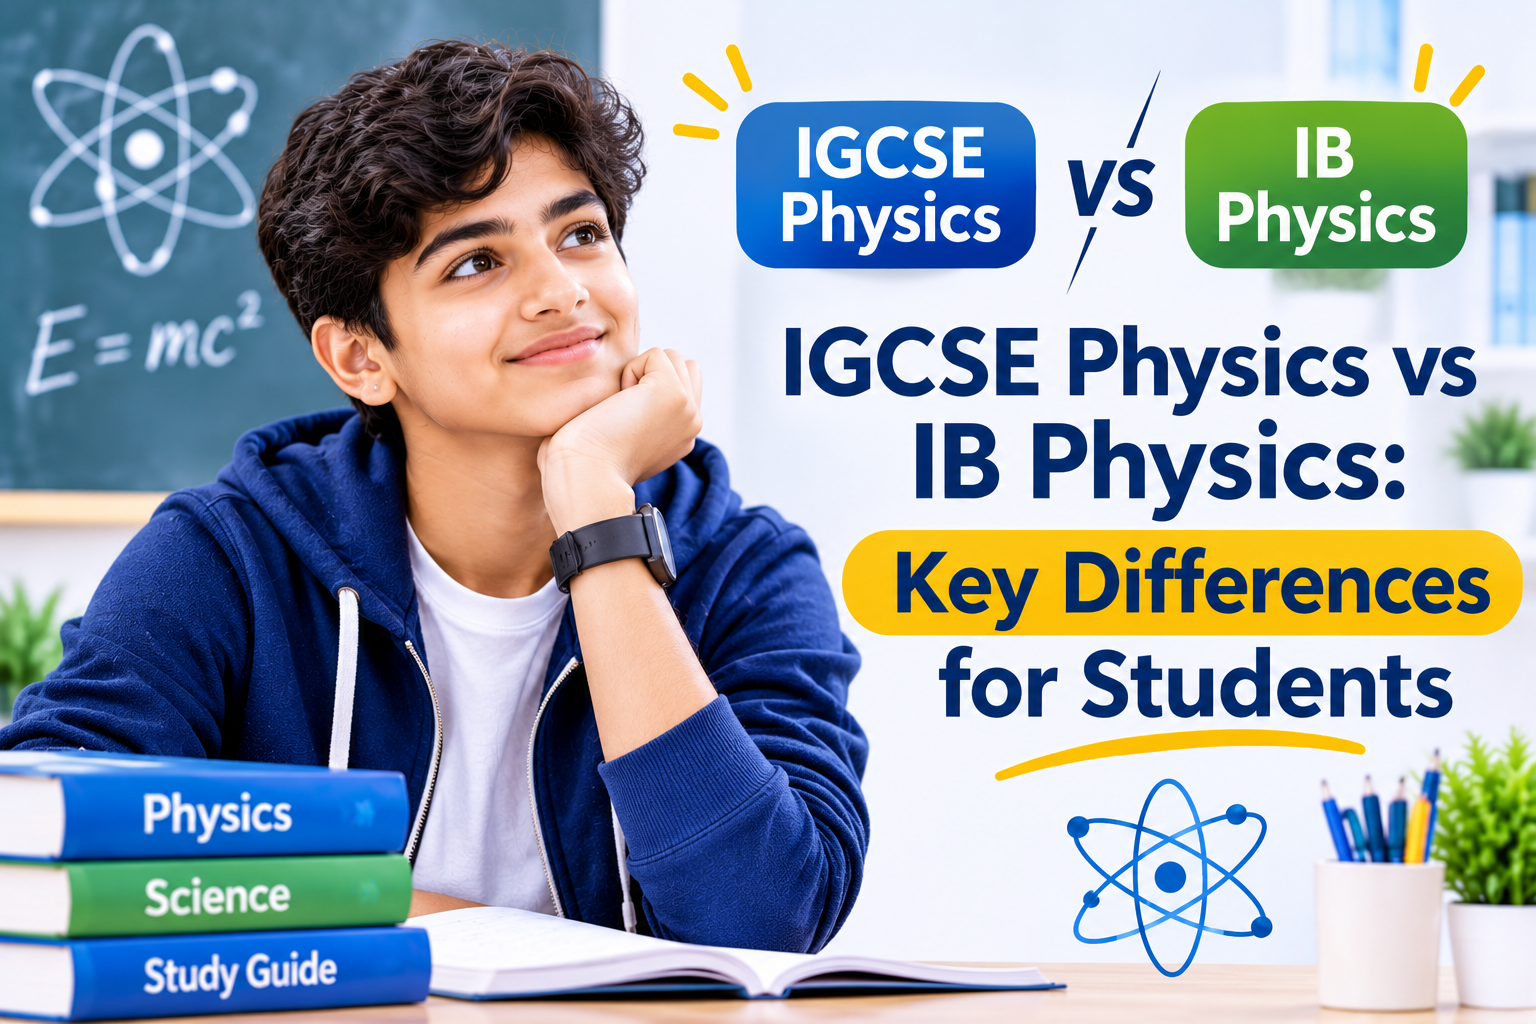 E = mc²
IGCSE
Physics
VS
IB
Physics
IGCSE Physics vs
IB Physics:
Key Differences
for Students
Physics
Science
Study Guide